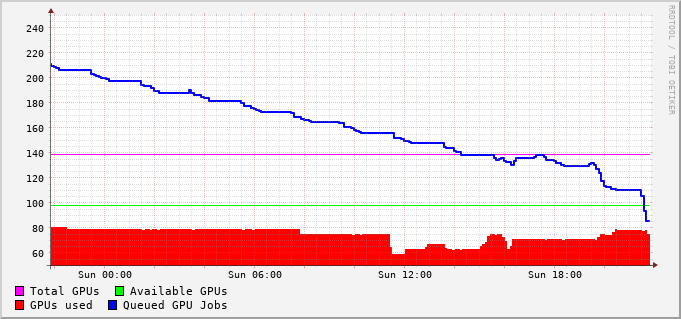 240
220
200
180
160
140
120
100
80
60
Sun 00:00 Sun 06:00 Sun 12:00 Sun 18:00
Total GPUs Available GPUs
GPUs used Queued GPU Jobs
RRDTOOL / TOBI OETIKER